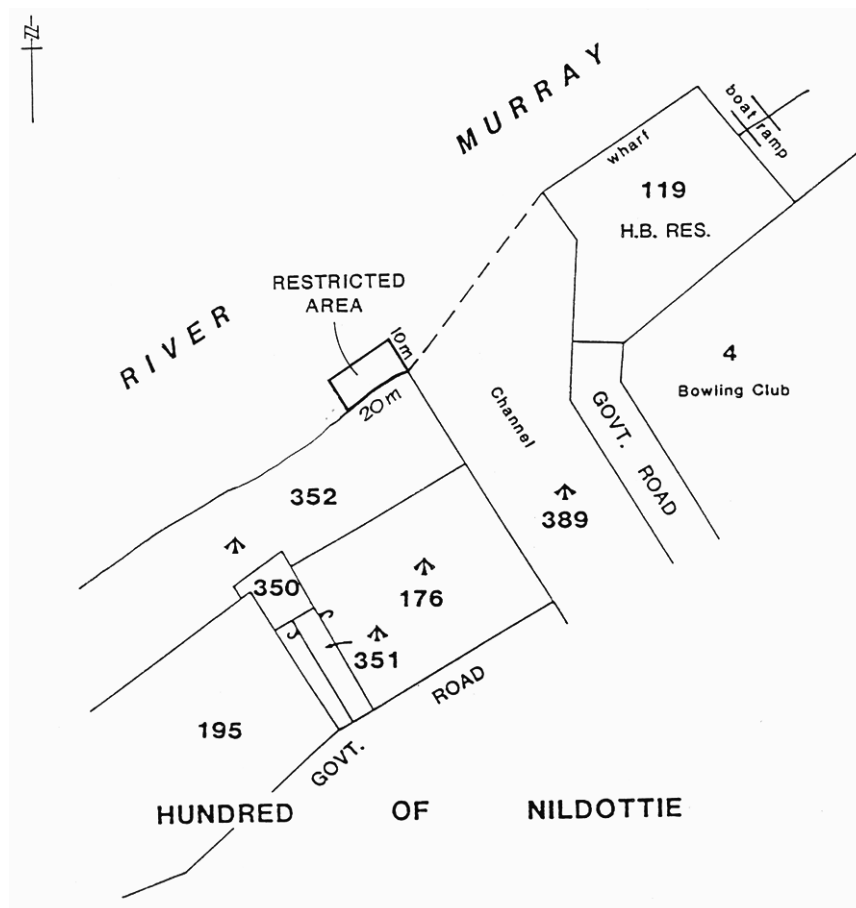 N
RIVER MURRAY
boat ramp
wharf
119
H.B. RES.
RESTRICTED
AREA
10m
20m
4
Bowling Club
Channel
GOVT. ROAD
352
389
350
176
351
195
GOVT. ROAD
HUNDRED OF NILDOTTIE